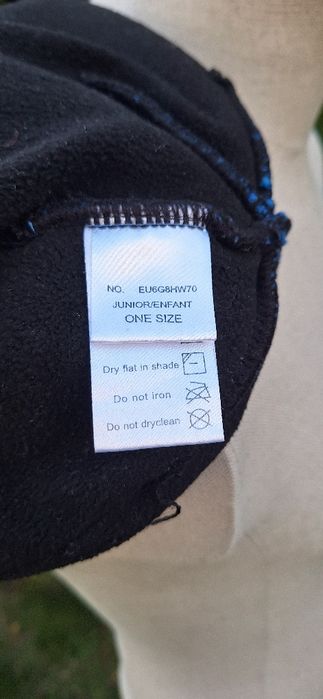 NO. EU6G8HW70
JUNIOR/ENFANT
ONE SIZE
Dry flat in shade
Do not iron
Do not dryclean